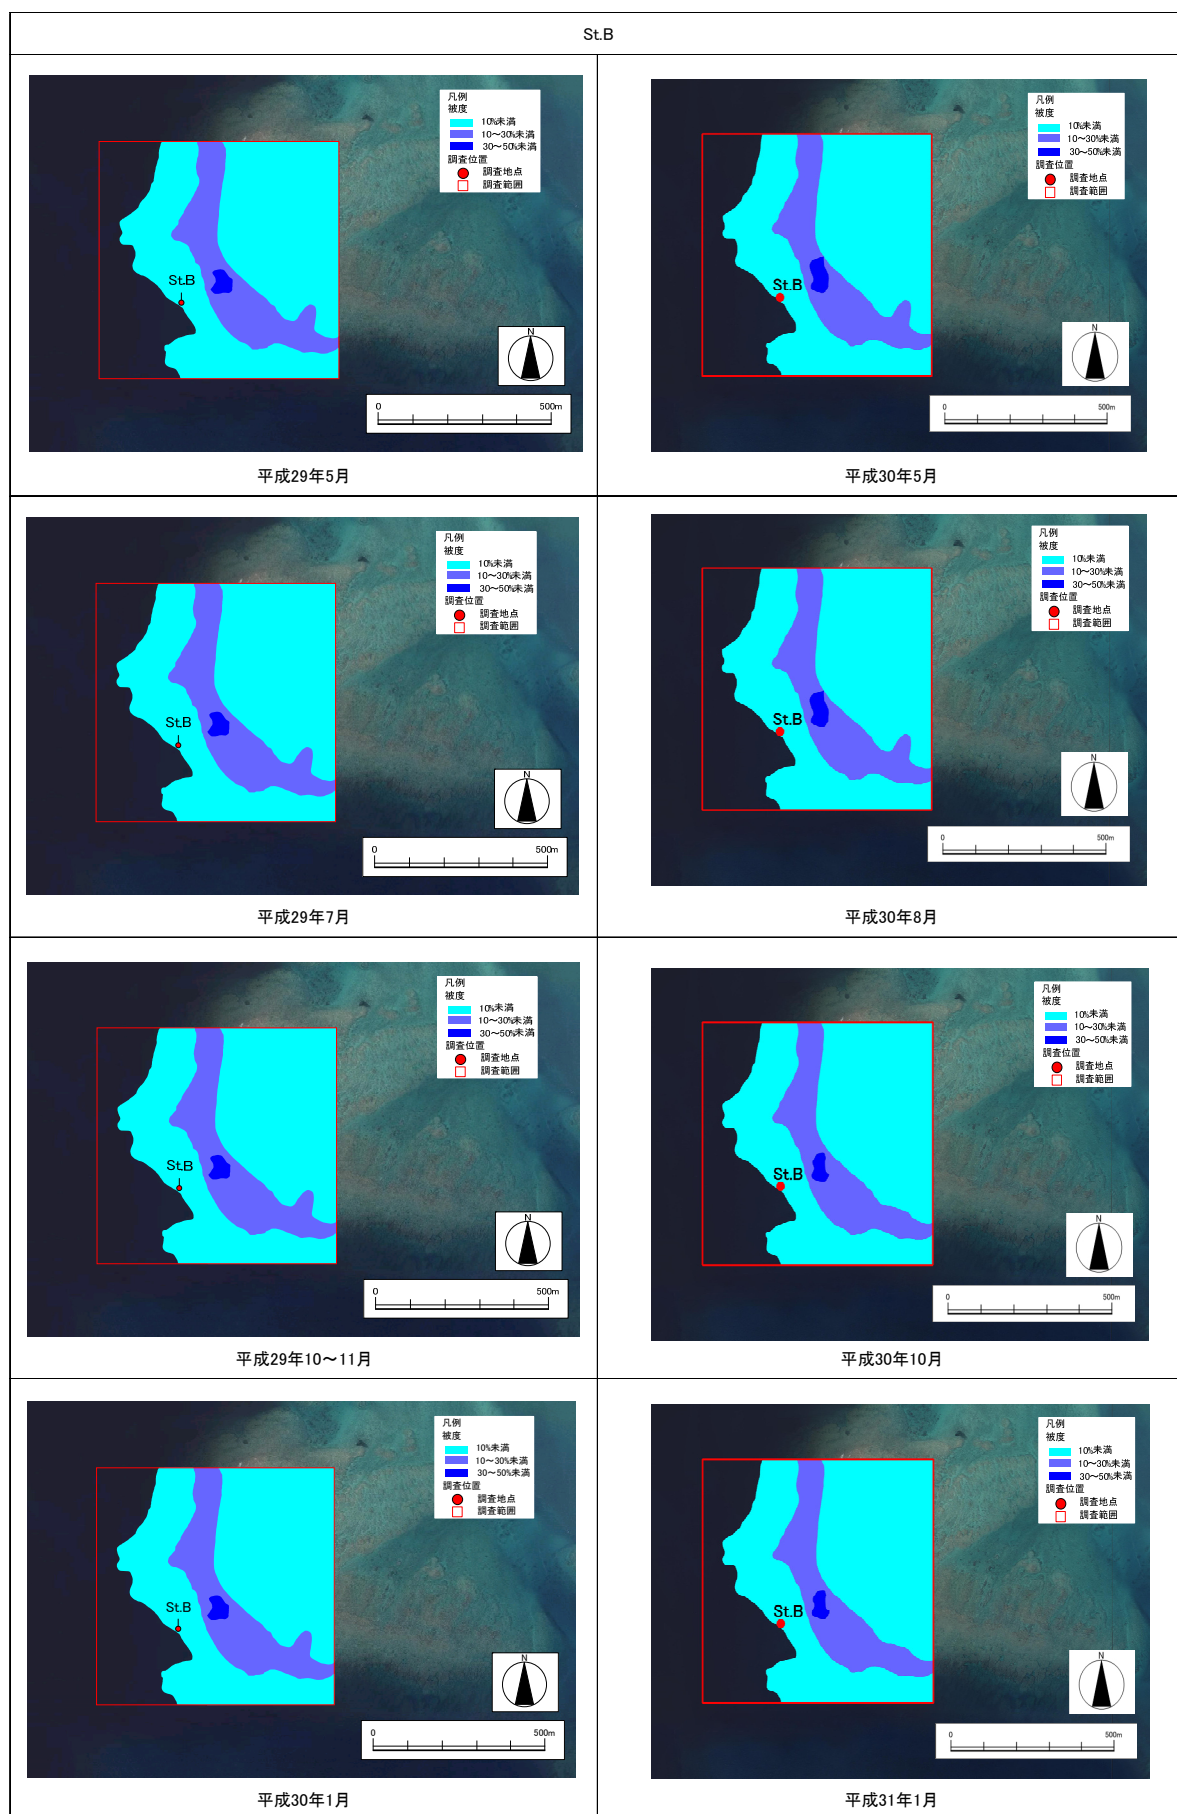 St.B
凡例
被度
10%未満
10～30%未満
30～50%未満
調査位置
調査地点
調査範囲
St.B
N
0 500m
平成29年5月
凡例
被度
10%未満
10～30%未満
30～50%未満
調査位置
調査地点
調査範囲
St.B
N
0 500m
平成30年5月
凡例
被度
10%未満
10～30%未満
30～50%未満
調査位置
調査地点
調査範囲
St.B
N
0 500m
平成29年7月
凡例
被度
10%未満
10～30%未満
30～50%未満
調査位置
調査地点
調査範囲
St.B
N
0 500m
平成30年8月
凡例
被度
10%未満
10～30%未満
30～50%未満
調査位置
調査地点
調査範囲
St.B
N
0 500m
平成29年10～11月
凡例
被度
10%未満
10～30%未満
30～50%未満
調査位置
調査地点
調査範囲
St.B
N
0 500m
平成30年10月
凡例
被度
10%未満
10～30%未満
30～50%未満
調査位置
調査地点
調査範囲
St.B
N
0 500m
平成30年1月
凡例
被度
10%未満
10～30%未満
30～50%未満
調査位置
調査地点
調査範囲
St.B
N
0 500m
平成31年1月